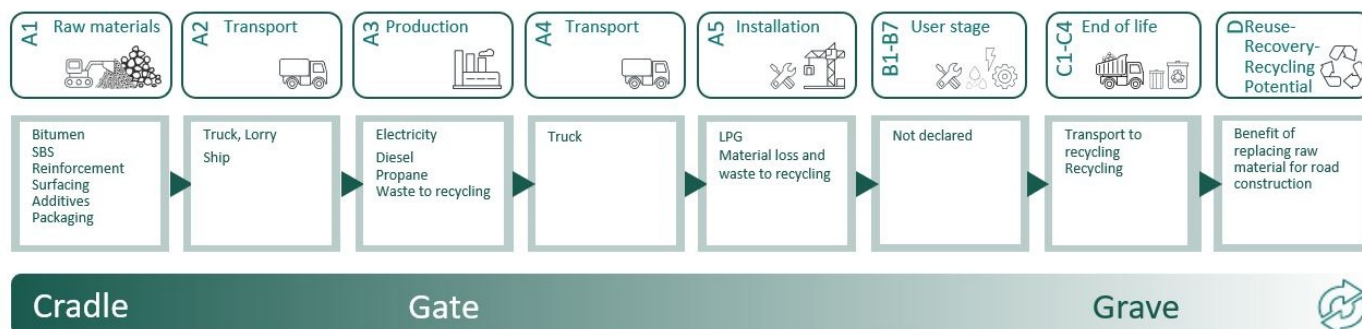 A1
Raw materials
A2
Transport
A3
Production
A4
Transport
A5
Installation
B1-B7
User stage
C1-C4
End of life
D
Reuse-
Recovery-
Recycling
Potential
Bitumen
SBS
Reinforcement
Surfacing
Additives
Packaging
Truck, Lorry
Ship
Electricity
Diesel
Propane
Waste to recycling
Truck
LPG
Material loss and
waste to recycling
Not declared
Transport to
recycling
Recycling
Benefit of
replacing raw
material for road
construction
Cradle
Gate
Grave